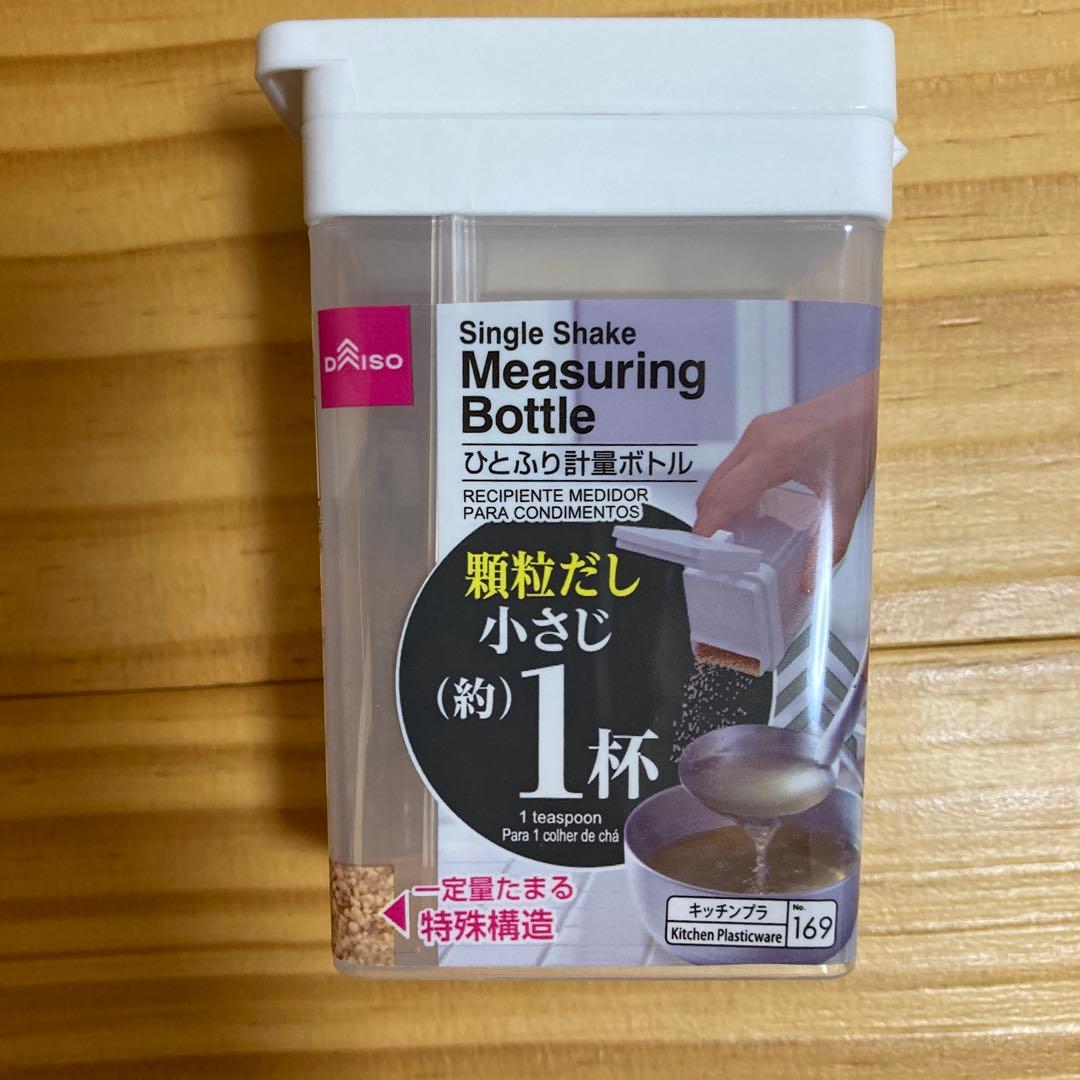 DAISO
Single Shake
Measuring
Bottle
ひとふり計量ボトル
RECIPIENTE MEDIDOR
PARA CONDIMENTOS
顆粒だし
小さじ
(約)1杯
1 teaspoon
Para 1 colher de chá
一定量たまる
特殊構造
キッチンプラ
Kitchen Plasticware
No.
169